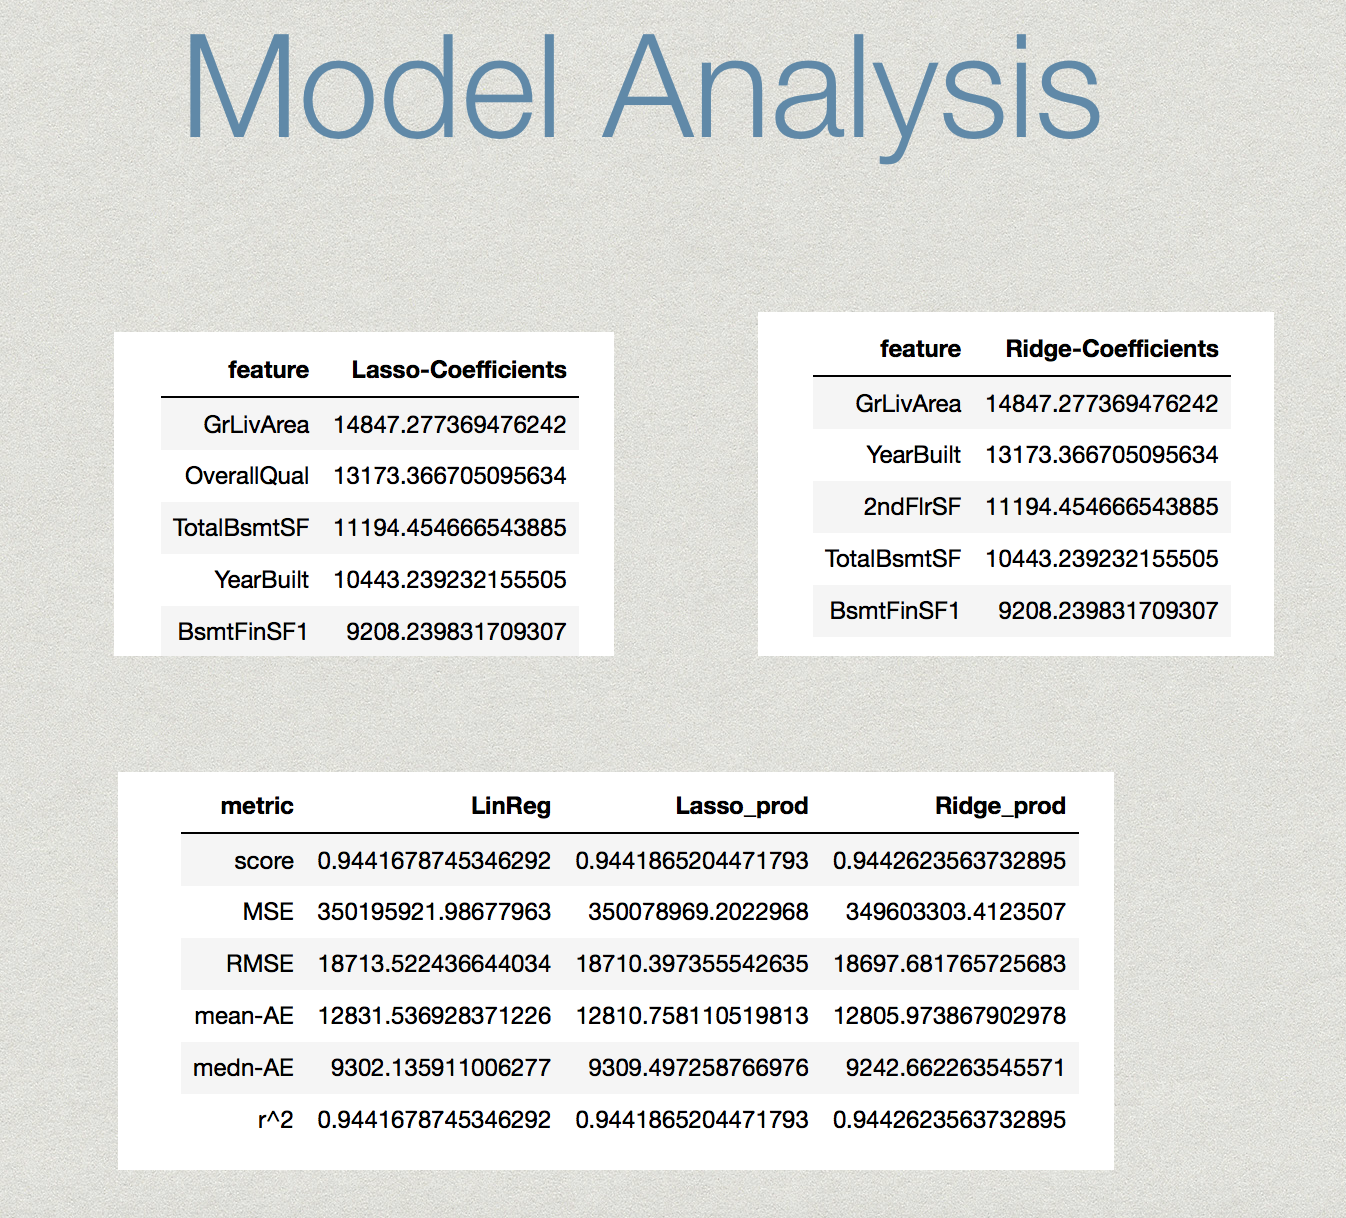 Model Analysis
feature Lasso-Coefficients
GrLivArea 14847.277369476242
OverallQual 13173.366705095634
TotalBsmtSF 11194.454666543885
YearBuilt 10443.239232155505
BsmtFinSF1 9208.239831709307
feature Ridge-Coefficients
GrLivArea 14847.277369476242
YearBuilt 13173.366705095634
2ndFlrSF 11194.454666543885
TotalBsmtSF 10443.239232155505
BsmtFinSF1 9208.239831709307
metric LinReg Lasso_prod Ridge_prod
score 0.9441678745346292 0.9441865204471793 0.9442623563732895
MSE 350195921.98677963 350078969.2022968 349603303.4123507
RMSE 18713.522436644034 18710.397355542635 18697.681765725683
mean-AE 12831.536928371226 12810.758110519813 12805.973867902978
medn-AE 9302.135911006277 9309.497258766976 9242.662263545571
r^2 0.9441678745346292 0.9441865204471793 0.9442623563732895